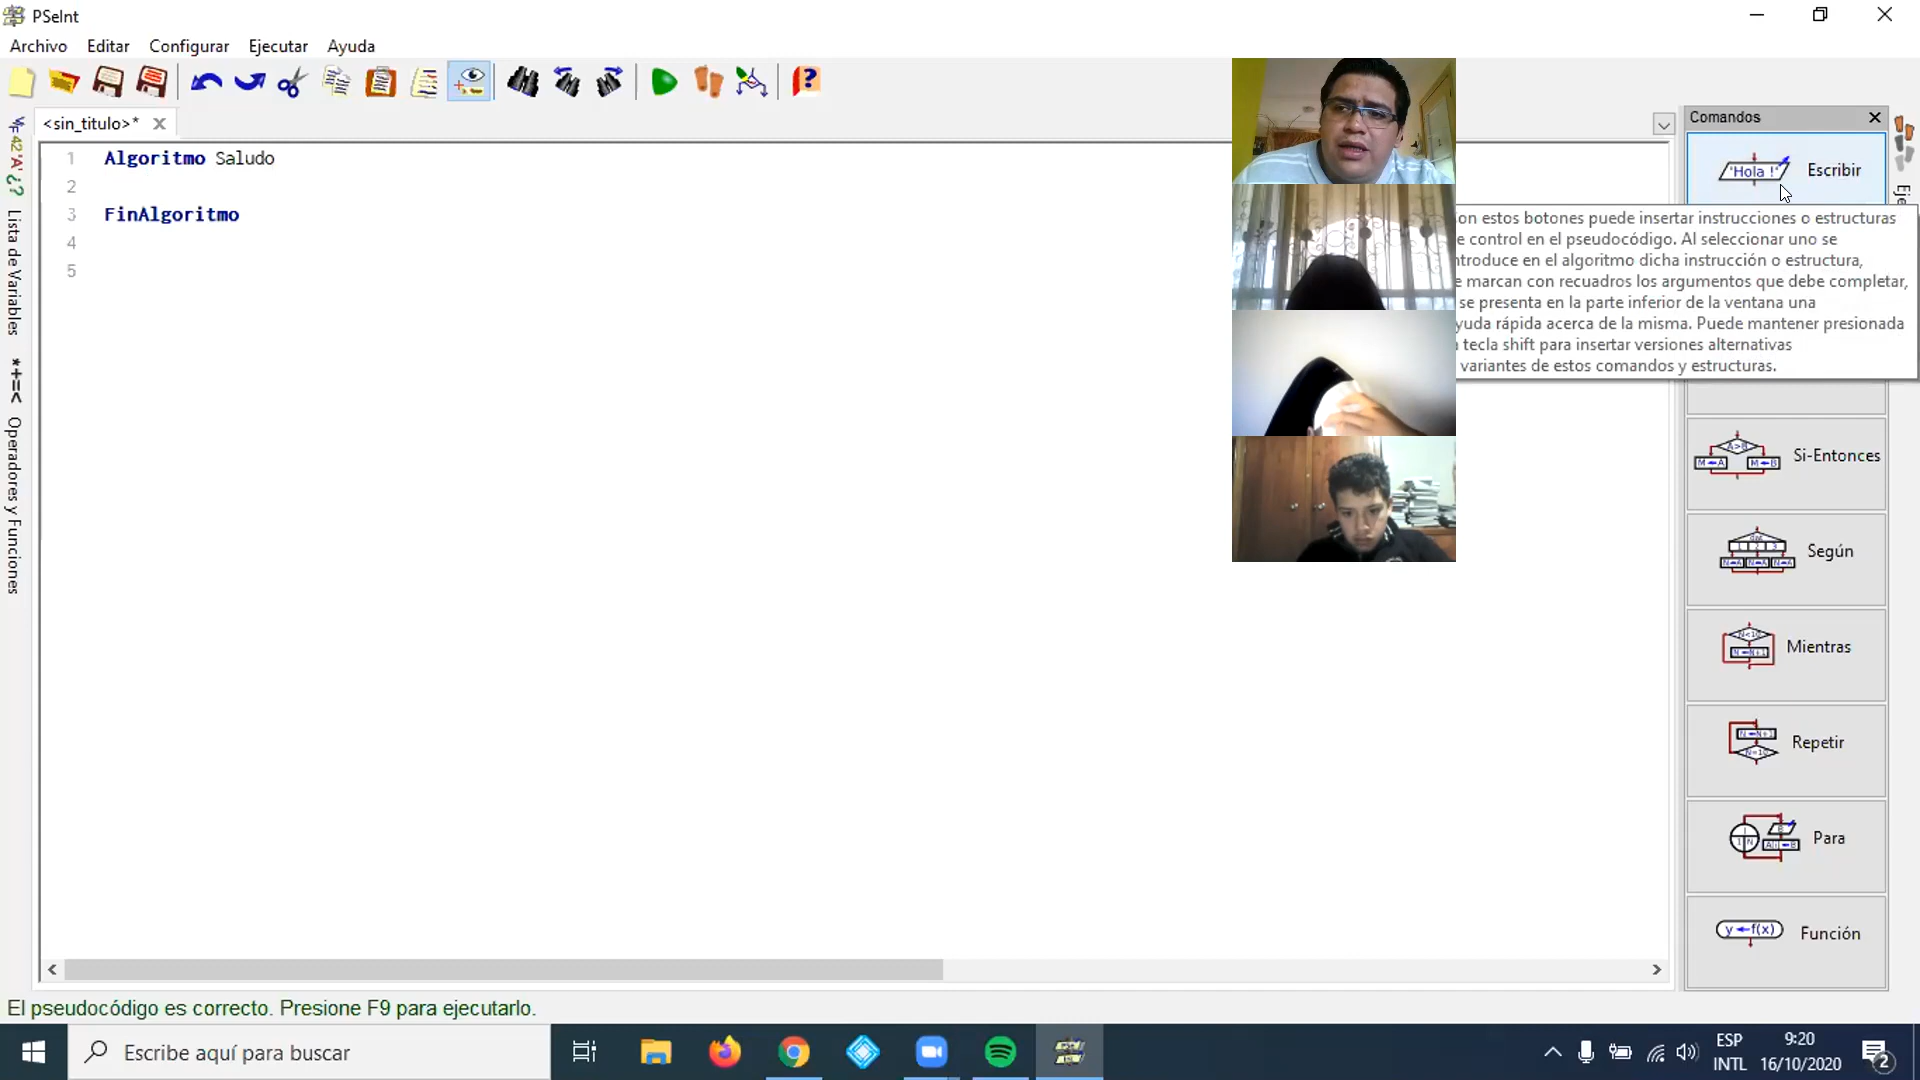 PSeInt
Archivo Editar Configurar Ejecutar Ayuda
<sin_titulo>*
Comandos
1 Algoritmo Saludo
2
3 FinAlgoritmo
4
5
Lista de Variables
*+=<
Operadores y Funciones
'Hola !' Escribir
on estos botones puede insertar instrucciones o estructuras
e control en el pseudocódigo. Al seleccionar uno se
ntroduce en el algoritmo dicha instrucción o estructura,
e marcan con recuadros los argumentos que debe completar,
se presenta en la parte inferior de la ventana una
yuda rápida acerca de la misma. Puede mantener presionada
tecla shift para insertar versiones alternativas
variantes de estos comandos y estructuras.
Eje
Si-Entonces
Según
Mientras
Repetir
Para
y←f(x) Función
El pseudocódigo es correcto. Presione F9 para ejecutarlo.
Escribe aquí para buscar
ESP
INTL
9:20
16/10/2020
2